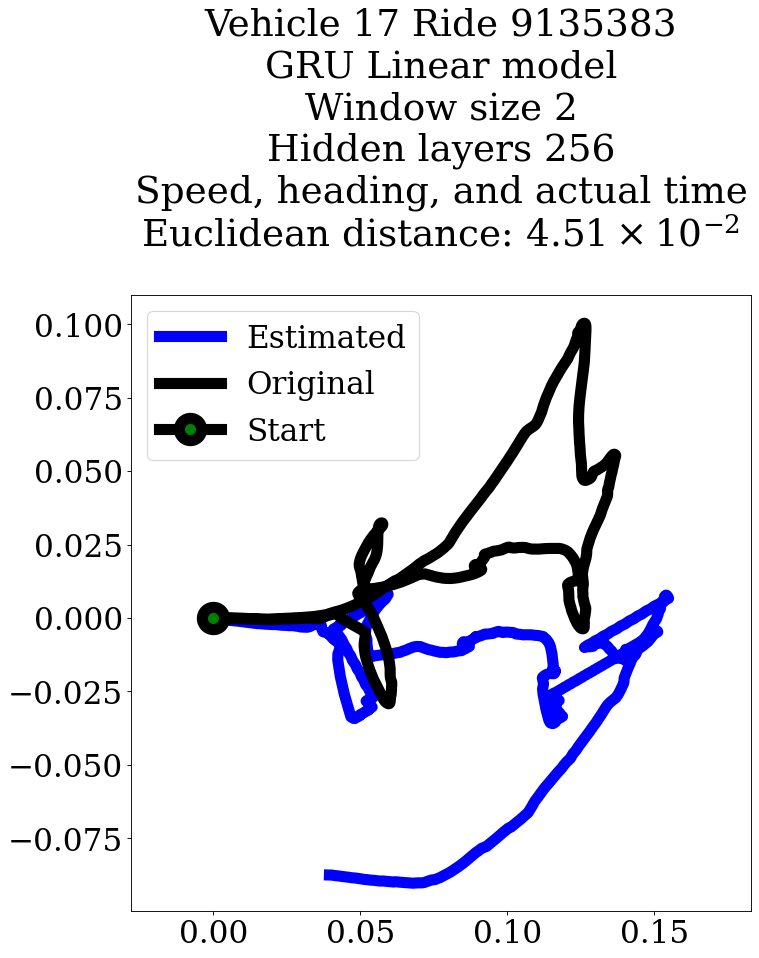 Vehicle 17 Ride 9135383
GRU Linear model
Window size 2
Hidden layers 256
Speed, heading, and actual time
Euclidean distance: 4.51 × 10⁻²
Estimated
Original
Start
0.100
0.075
0.050
0.025
0.000
−0.025
−0.050
−0.075
0.00 0.05 0.10 0.15